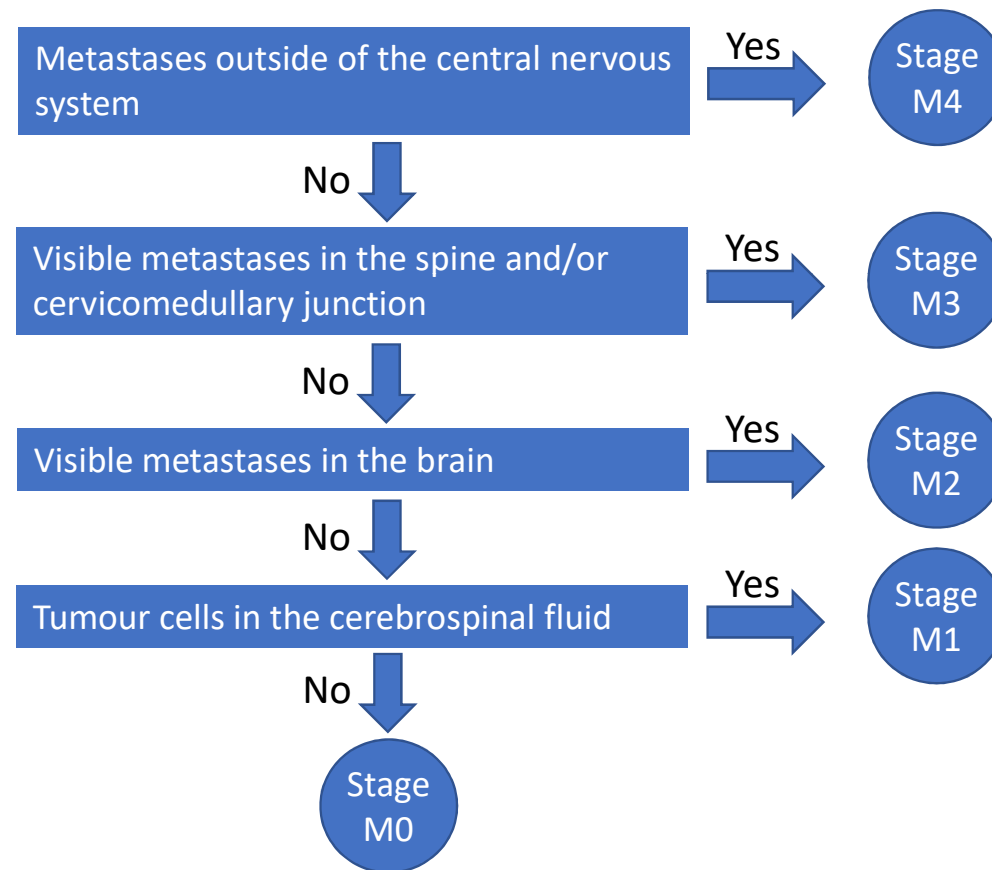 Metastases outside of the central nervous
system
Yes
Stage
M4
No
Visible metastases in the spine and/or
cervicomedullary junction
Yes
Stage
M3
No
Visible metastases in the brain
Yes
Stage
M2
No
Tumour cells in the cerebrospinal fluid
Yes
Stage
M1
No
Stage
M0